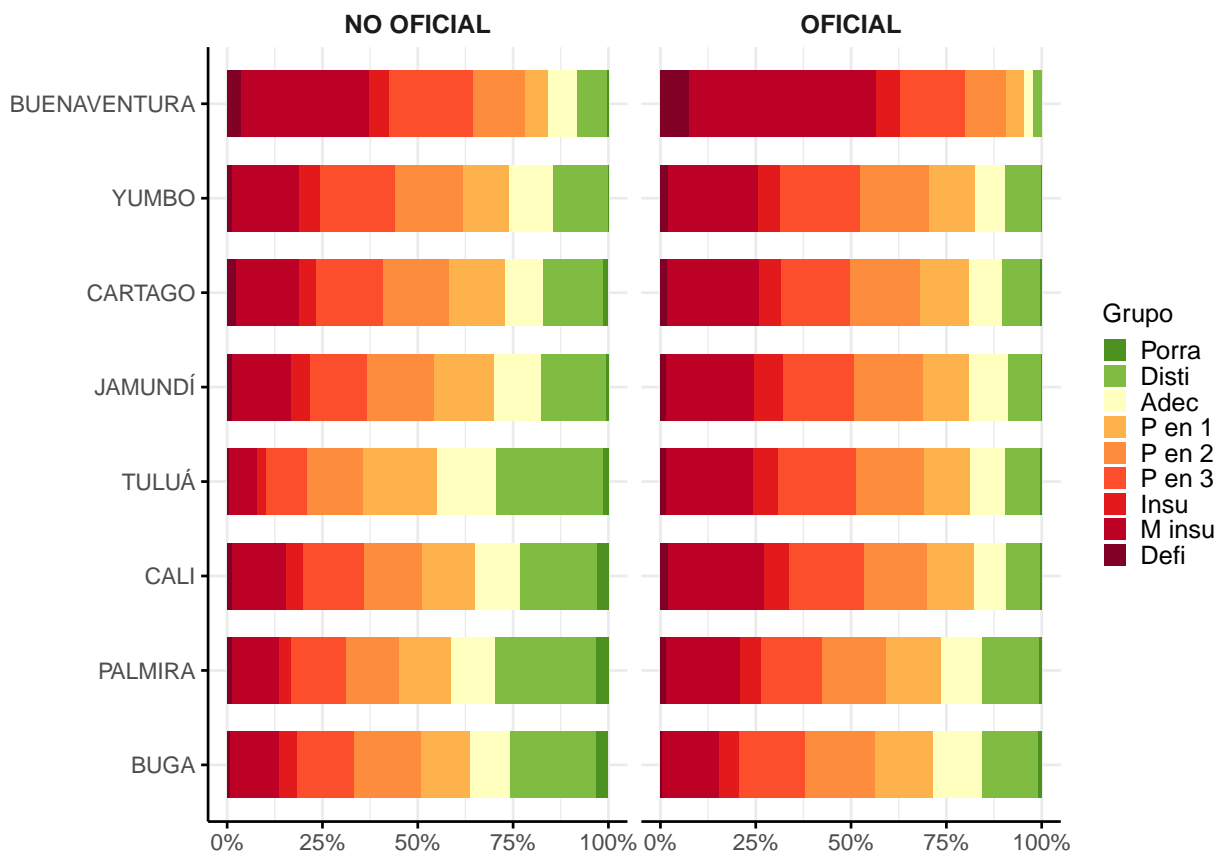 NO OFICIAL
OFICIAL
BUENAVENTURA
YUMBO
CARTAGO
JAMUNDÍ
TULUÁ
CALI
PALMIRA
BUGA
0% 25% 50% 75% 100%
0% 25% 50% 75% 100%
Grupo
Porra
Disti
Adec
P en 1
P en 2
P en 3
Insu
M insu
Defi